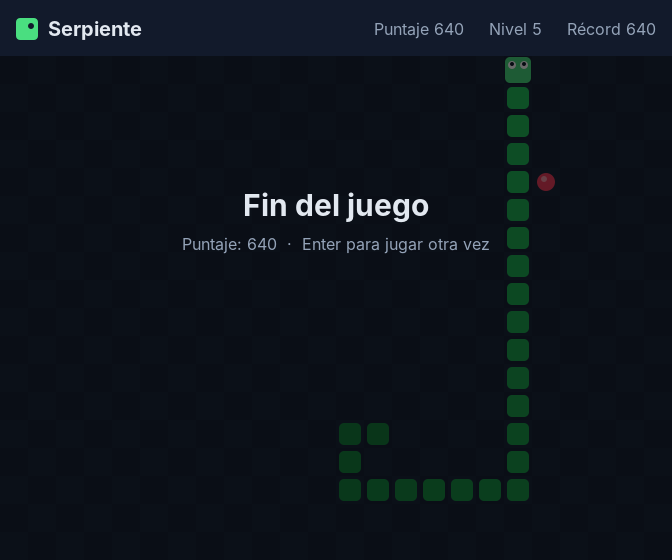 Serpiente
Puntaje 640 Nivel 5 Récord 640
Fin del juego
Puntaje: 640 · Enter para jugar otra vez